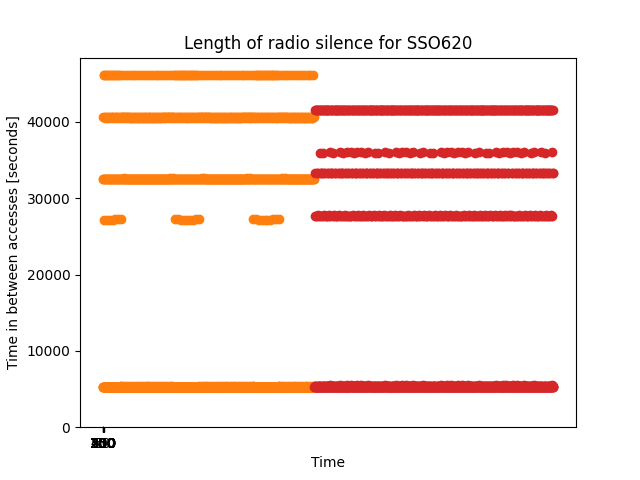 Length of radio silence for SSO620
Time in between accesses [seconds]
40000
30000
20000
10000
0
Time